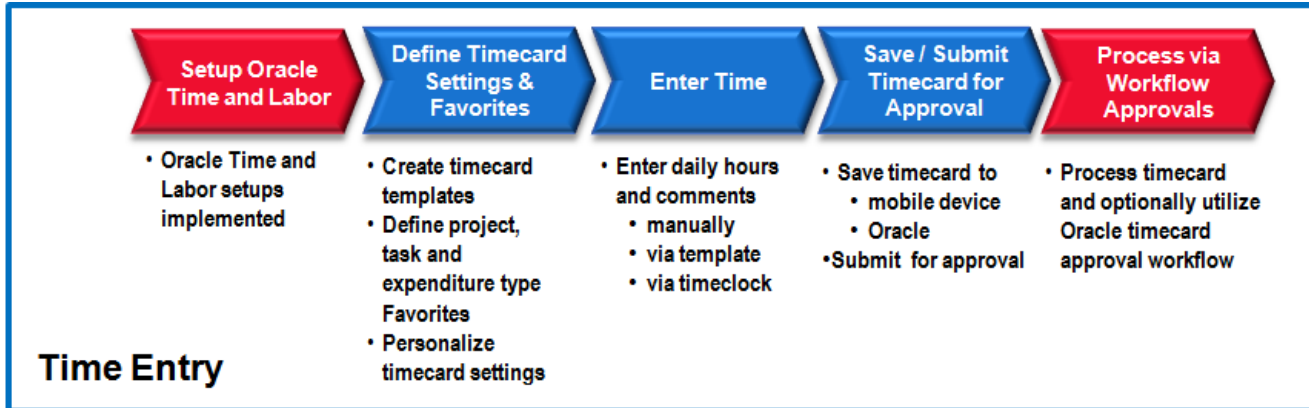 Setup Oracle
Time and Labor
Define Timecard
Settings &
Favorites
Enter Time
Save / Submit
Timecard for
Approval
Process via
Workflow
Approvals
• Oracle Time and
Labor setups
implemented
• Create timecard
templates
• Define project,
task and
expenditure type
Favorites
• Personalize
timecard settings
• Enter daily hours
and comments
• manually
• via template
• via timeclock
• Save timecard to
• mobile device
• Oracle
•Submit for approval
• Process timecard
and optionally utilize
Oracle timecard
approval workflow
Time Entry